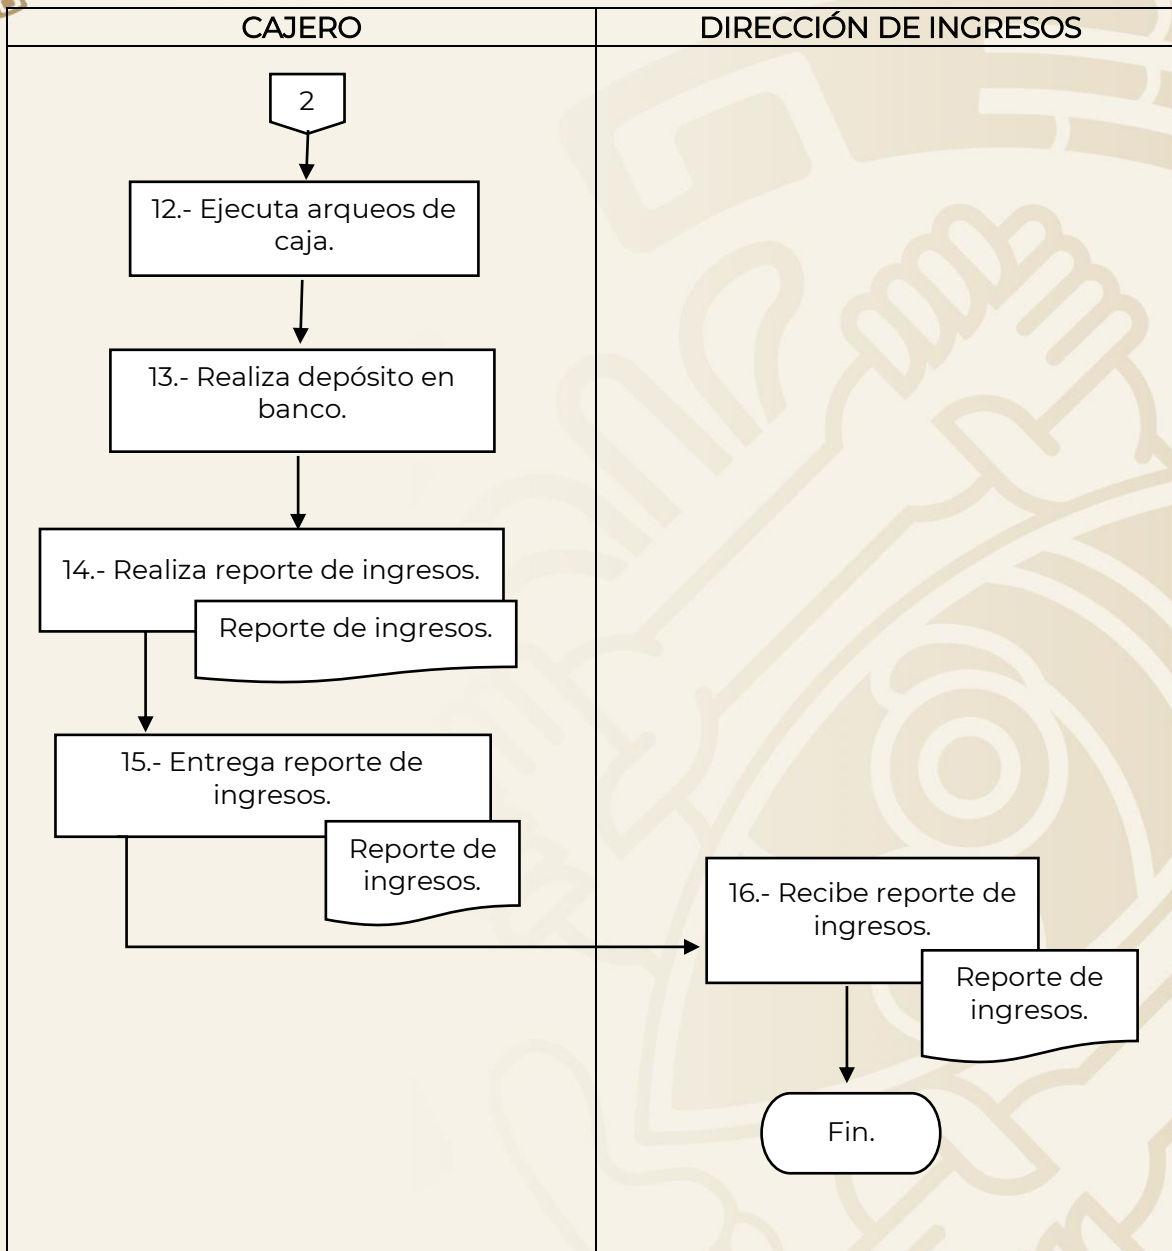 CAJERO
DIRECCIÓN DE INGRESOS
2
12.- Ejecuta arqueos de
caja.
13.- Realiza depósito en
banco.
14.- Realiza reporte de ingresos.
Reporte de ingresos.
15.- Entrega reporte de
ingresos.
Reporte de
ingresos.
16.- Recibe reporte de
ingresos.
Reporte de
ingresos.
Fin.